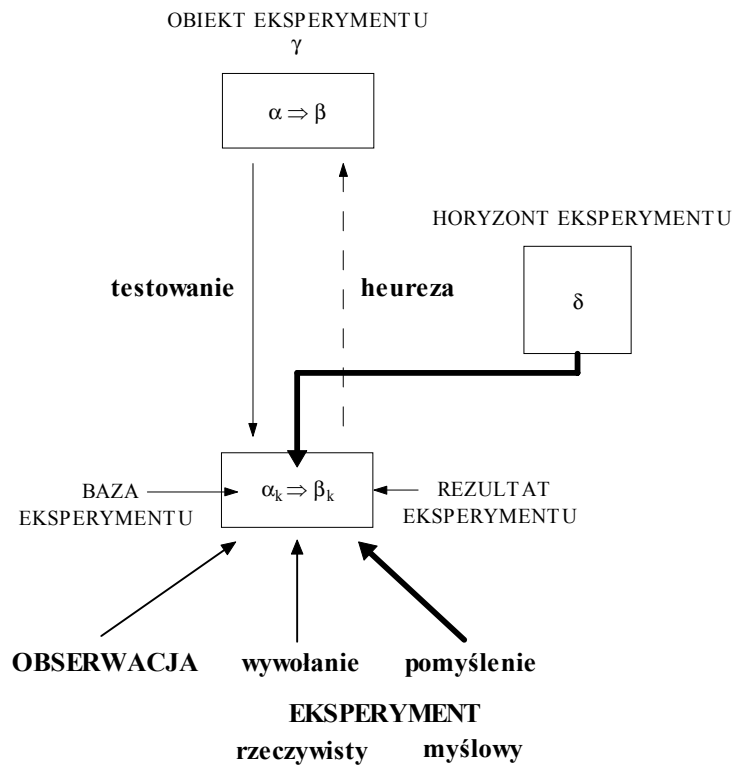 OBIEKT EKSPERYMENTU
γ
α ⇒ β
HORYZONT EKSPERYMENTU
δ
testowanie
heureza
BAZA
EKSPERYMENTU
αk ⇒ βk
REZULTAT
EKSPERYMENTU
OBSERWACJA wywołanie pomyślenie
EKSPERYMENT
rzeczywisty myślowy